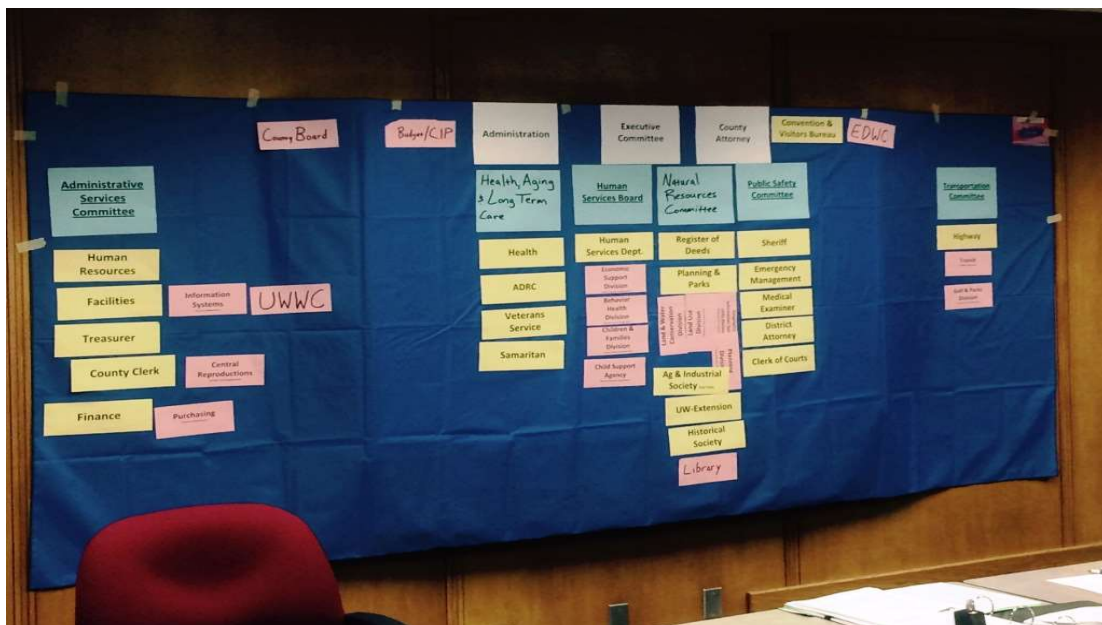 County Board
Budget/CIP
Administration
Executive
Committee
County
Attorney
Convention &
Visitors Bureau
EDWC
Administrative
Services
Committee
Human
Resources
Facilities
Information
Systems
UWWC
Treasurer
County Clerk
Central
Reproductions
Finance
Purchasing
Health, Aging
& Long Term
Care
Health
ADRC
Veterans
Service
Samaritan
Human
Services Board
Human
Services Dept.
Economic
Support
Division
Behavior
Health
Division
Children &
Families
Division
Child Support
Agency
Natural
Resources
Committee
Register of
Deeds
Planning &
Parks
Land & Water
Conservation
Division
Land Use
Division
Ag & Industrial
Society
UW-Extension
Historical
Society
Library
Public Safety
Committee
Sheriff
Emergency
Management
Medical
Examiner
District
Attorney
Clerk of Courts
Transportation
Committee
Highway
Transit
Golf & Parks
Division